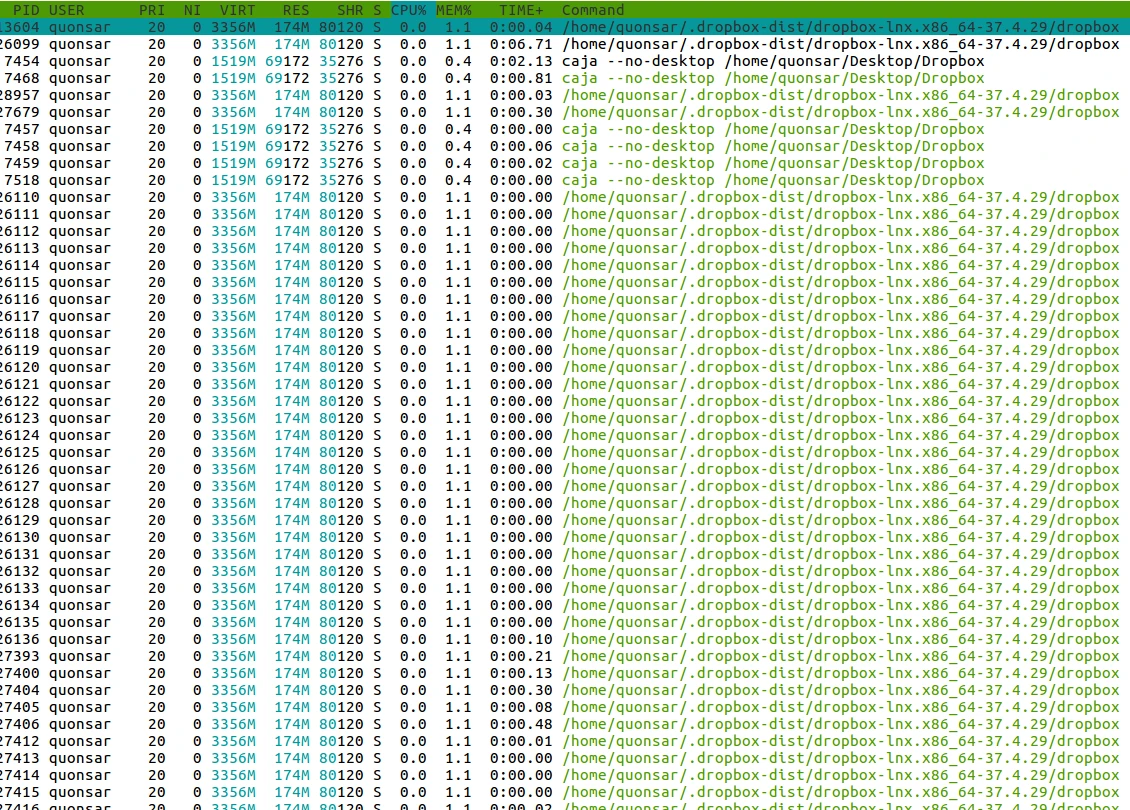 PID USER PRI NI VIRT RES SHR S CPU% MEM% TIME+ Command
13604 quonsar 20 0 3356M 174M 80120 S 0.0 1.1 0:00.04 /home/quonsar/.dropbox-dist/dropbox-lnx.x86_64-37.4.29/dropbox
26099 quonsar 20 0 3356M 174M 80120 S 0.0 1.1 0:06.71 /home/quonsar/.dropbox-dist/dropbox-lnx.x86_64-37.4.29/dropbox
7454 quonsar 20 0 1519M 69172 35276 S 0.0 0.4 0:02.13 caja --no-desktop /home/quonsar/Desktop/Dropbox
7468 quonsar 20 0 1519M 69172 35276 S 0.0 0.4 0:00.81 caja --no-desktop /home/quonsar/Desktop/Dropbox
28957 quonsar 20 0 3356M 174M 80120 S 0.0 1.1 0:00.03 /home/quonsar/.dropbox-dist/dropbox-lnx.x86_64-37.4.29/dropbox
27679 quonsar 20 0 3356M 174M 80120 S 0.0 1.1 0:00.30 /home/quonsar/.dropbox-dist/dropbox-lnx.x86_64-37.4.29/dropbox
7457 quonsar 20 0 1519M 69172 35276 S 0.0 0.4 0:00.00 caja --no-desktop /home/quonsar/Desktop/Dropbox
7458 quonsar 20 0 1519M 69172 35276 S 0.0 0.4 0:00.06 caja --no-desktop /home/quonsar/Desktop/Dropbox
7459 quonsar 20 0 1519M 69172 35276 S 0.0 0.4 0:00.02 caja --no-desktop /home/quonsar/Desktop/Dropbox
7518 quonsar 20 0 1519M 69172 35276 S 0.0 0.4 0:00.00 caja --no-desktop /home/quonsar/Desktop/Dropbox
26110 quonsar 20 0 3356M 174M 80120 S 0.0 1.1 0:00.00 /home/quonsar/.dropbox-dist/dropbox-lnx.x86_64-37.4.29/dropbox
26111 quonsar 20 0 3356M 174M 80120 S 0.0 1.1 0:00.00 /home/quonsar/.dropbox-dist/dropbox-lnx.x86_64-37.4.29/dropbox
26112 quonsar 20 0 3356M 174M 80120 S 0.0 1.1 0:00.00 /home/quonsar/.dropbox-dist/dropbox-lnx.x86_64-37.4.29/dropbox
26113 quonsar 20 0 3356M 174M 80120 S 0.0 1.1 0:00.00 /home/quonsar/.dropbox-dist/dropbox-lnx.x86_64-37.4.29/dropbox
26114 quonsar 20 0 3356M 174M 80120 S 0.0 1.1 0:00.00 /home/quonsar/.dropbox-dist/dropbox-lnx.x86_64-37.4.29/dropbox
26115 quonsar 20 0 3356M 174M 80120 S 0.0 1.1 0:00.00 /home/quonsar/.dropbox-dist/dropbox-lnx.x86_64-37.4.29/dropbox
26116 quonsar 20 0 3356M 174M 80120 S 0.0 1.1 0:00.00 /home/quonsar/.dropbox-dist/dropbox-lnx.x86_64-37.4.29/dropbox
26117 quonsar 20 0 3356M 174M 80120 S 0.0 1.1 0:00.00 /home/quonsar/.dropbox-dist/dropbox-lnx.x86_64-37.4.29/dropbox
26118 quonsar 20 0 3356M 174M 80120 S 0.0 1.1 0:00.00 /home/quonsar/.dropbox-dist/dropbox-lnx.x86_64-37.4.29/dropbox
26119 quonsar 20 0 3356M 174M 80120 S 0.0 1.1 0:00.00 /home/quonsar/.dropbox-dist/dropbox-lnx.x86_64-37.4.29/dropbox
26120 quonsar 20 0 3356M 174M 80120 S 0.0 1.1 0:00.00 /home/quonsar/.dropbox-dist/dropbox-lnx.x86_64-37.4.29/dropbox
26121 quonsar 20 0 3356M 174M 80120 S 0.0 1.1 0:00.00 /home/quonsar/.dropbox-dist/dropbox-lnx.x86_64-37.4.29/dropbox
26122 quonsar 20 0 3356M 174M 80120 S 0.0 1.1 0:00.00 /home/quonsar/.dropbox-dist/dropbox-lnx.x86_64-37.4.29/dropbox
26123 quonsar 20 0 3356M 174M 80120 S 0.0 1.1 0:00.00 /home/quonsar/.dropbox-dist/dropbox-lnx.x86_64-37.4.29/dropbox
26124 quonsar 20 0 3356M 174M 80120 S 0.0 1.1 0:00.00 /home/quonsar/.dropbox-dist/dropbox-lnx.x86_64-37.4.29/dropbox
26125 quonsar 20 0 3356M 174M 80120 S 0.0 1.1 0:00.00 /home/quonsar/.dropbox-dist/dropbox-lnx.x86_64-37.4.29/dropbox
26126 quonsar 20 0 3356M 174M 80120 S 0.0 1.1 0:00.00 /home/quonsar/.dropbox-dist/dropbox-lnx.x86_64-37.4.29/dropbox
26127 quonsar 20 0 3356M 174M 80120 S 0.0 1.1 0:00.00 /home/quonsar/.dropbox-dist/dropbox-lnx.x86_64-37.4.29/dropbox
26128 quonsar 20 0 3356M 174M 80120 S 0.0 1.1 0:00.00 /home/quonsar/.dropbox-dist/dropbox-lnx.x86_64-37.4.29/dropbox
26129 quonsar 20 0 3356M 174M 80120 S 0.0 1.1 0:00.00 /home/quonsar/.dropbox-dist/dropbox-lnx.x86_64-37.4.29/dropbox
26130 quonsar 20 0 3356M 174M 80120 S 0.0 1.1 0:00.00 /home/quonsar/.dropbox-dist/dropbox-lnx.x86_64-37.4.29/dropbox
26131 quonsar 20 0 3356M 174M 80120 S 0.0 1.1 0:00.00 /home/quonsar/.dropbox-dist/dropbox-lnx.x86_64-37.4.29/dropbox
26132 quonsar 20 0 3356M 174M 80120 S 0.0 1.1 0:00.00 /home/quonsar/.dropbox-dist/dropbox-lnx.x86_64-37.4.29/dropbox
26133 quonsar 20 0 3356M 174M 80120 S 0.0 1.1 0:00.00 /home/quonsar/.dropbox-dist/dropbox-lnx.x86_64-37.4.29/dropbox
26134 quonsar 20 0 3356M 174M 80120 S 0.0 1.1 0:00.00 /home/quonsar/.dropbox-dist/dropbox-lnx.x86_64-37.4.29/dropbox
26135 quonsar 20 0 3356M 174M 80120 S 0.0 1.1 0:00.00 /home/quonsar/.dropbox-dist/dropbox-lnx.x86_64-37.4.29/dropbox
26136 quonsar 20 0 3356M 174M 80120 S 0.0 1.1 0:00.10 /home/quonsar/.dropbox-dist/dropbox-lnx.x86_64-37.4.29/dropbox
27393 quonsar 20 0 3356M 174M 80120 S 0.0 1.1 0:00.21 /home/quonsar/.dropbox-dist/dropbox-lnx.x86_64-37.4.29/dropbox
27400 quonsar 20 0 3356M 174M 80120 S 0.0 1.1 0:00.13 /home/quonsar/.dropbox-dist/dropbox-lnx.x86_64-37.4.29/dropbox
27404 quonsar 20 0 3356M 174M 80120 S 0.0 1.1 0:00.30 /home/quonsar/.dropbox-dist/dropbox-lnx.x86_64-37.4.29/dropbox
27405 quonsar 20 0 3356M 174M 80120 S 0.0 1.1 0:00.08 /home/quonsar/.dropbox-dist/dropbox-lnx.x86_64-37.4.29/dropbox
27406 quonsar 20 0 3356M 174M 80120 S 0.0 1.1 0:00.48 /home/quonsar/.dropbox-dist/dropbox-lnx.x86_64-37.4.29/dropbox
27412 quonsar 20 0 3356M 174M 80120 S 0.0 1.1 0:00.01 /home/quonsar/.dropbox-dist/dropbox-lnx.x86_64-37.4.29/dropbox
27413 quonsar 20 0 3356M 174M 80120 S 0.0 1.1 0:00.00 /home/quonsar/.dropbox-dist/dropbox-lnx.x86_64-37.4.29/dropbox
27414 quonsar 20 0 3356M 174M 80120 S 0.0 1.1 0:00.00 /home/quonsar/.dropbox-dist/dropbox-lnx.x86_64-37.4.29/dropbox
27415 quonsar 20 0 3356M 174M 80120 S 0.0 1.1 0:00.00 /home/quonsar/.dropbox-dist/dropbox-lnx.x86_64-37.4.29/dropbox
27416 quonsar 20 0 3356M 174M 80120 S 0.0 1.1 0:00.02 /home/quonsar/.dropbox-dist/dropbox-lnx.x86_64-37.4.29/dropbox